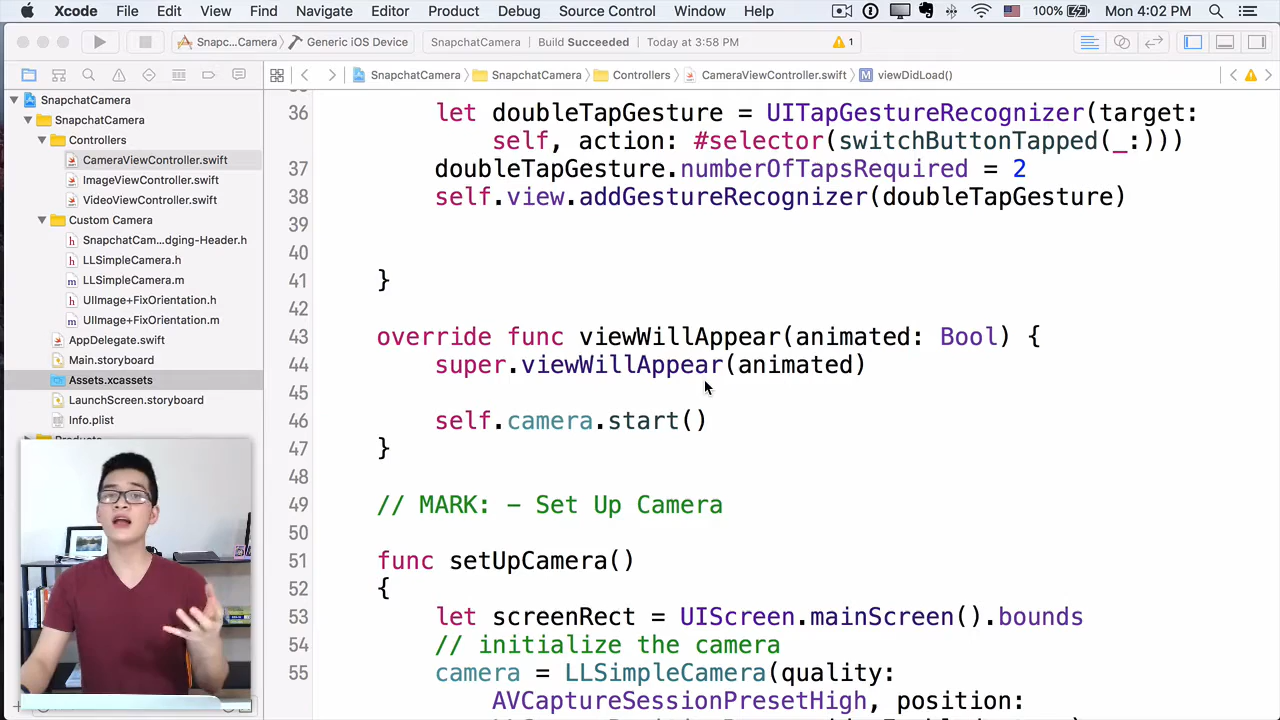 Xcode File Edit View Find Navigate Editor Product Debug Source Control Window Help 100% Mon 4:02 PM
Snapc...Camera Generic iOS Device SnapchatCamera Build Succeeded Today at 3:58 PM 1
SnapchatCamera SnapchatCamera Controllers CameraViewController.swift M viewDidLoad()
SnapchatCamera
SnapchatCamera
Controllers
CameraViewController.swift
ImageViewController.swift
VideoViewController.swift
Custom Camera
SnapchatCam...dging-Header.h
LLSimpleCamera.h
LLSimpleCamera.m
UIImage+FixOrientation.h
UIImage+FixOrientation.m
AppDelegate.swift
Main.storyboard
Assets.xcassets
LaunchScreen.storyboard
Info.plist
36 let doubleTapGesture = UITapGestureRecognizer(target:
self, action: #selector(switchButtonTapped(_:)))
37 doubleTapGesture.numberOfTapsRequired = 2
38 self.view.addGestureRecognizer(doubleTapGesture)
39
40
41 }
42
43 override func viewWillAppear(animated: Bool) {
44 super.viewWillAppear(animated)
45
46 self.camera.start()
47 }
48
49 // MARK: - Set Up Camera
50
51 func setUpCamera()
52 {
53 let screenRect = UIScreen.mainScreen().bounds
54 // initialize the camera
55 camera = LLSimpleCamera(quality:
AVCaptureSessionPresetHigh, position: